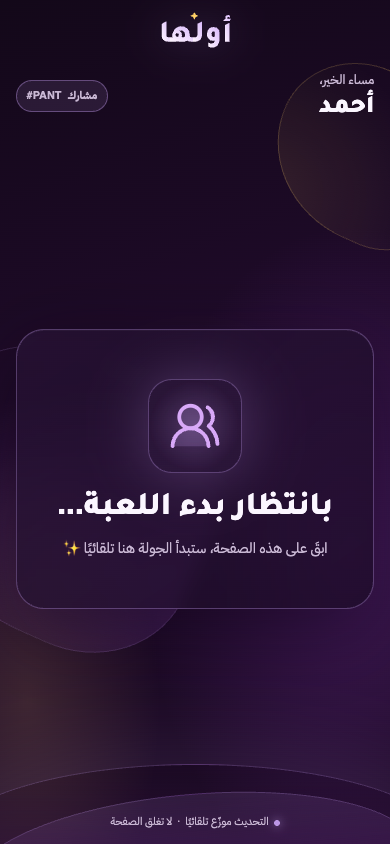 أولها
مساء الخير،
أحمد
مشارك #PANT
بانتظار بدء اللعبة...
ابقَ على هذه الصفحة، ستبدأ الجولة هنا تلقائيًا ✨
التحديث موزّع تلقائيًا · لا تغلق الصفحة